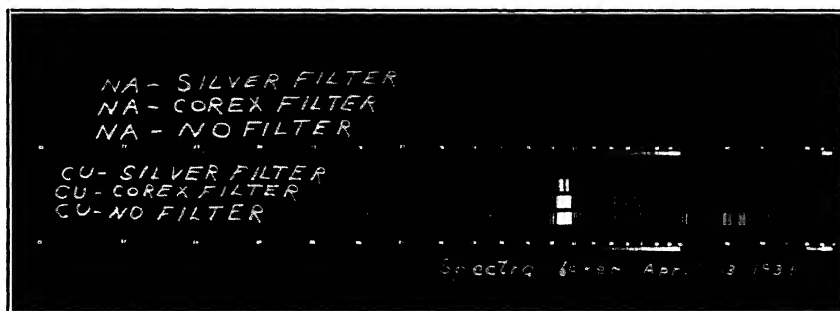 NA - SILVER FILTER
NA - COREX FILTER
NA - NO FILTER
CU - SILVER FILTER
CU - COREX FILTER
CU - NO FILTER
Spectra Apr.